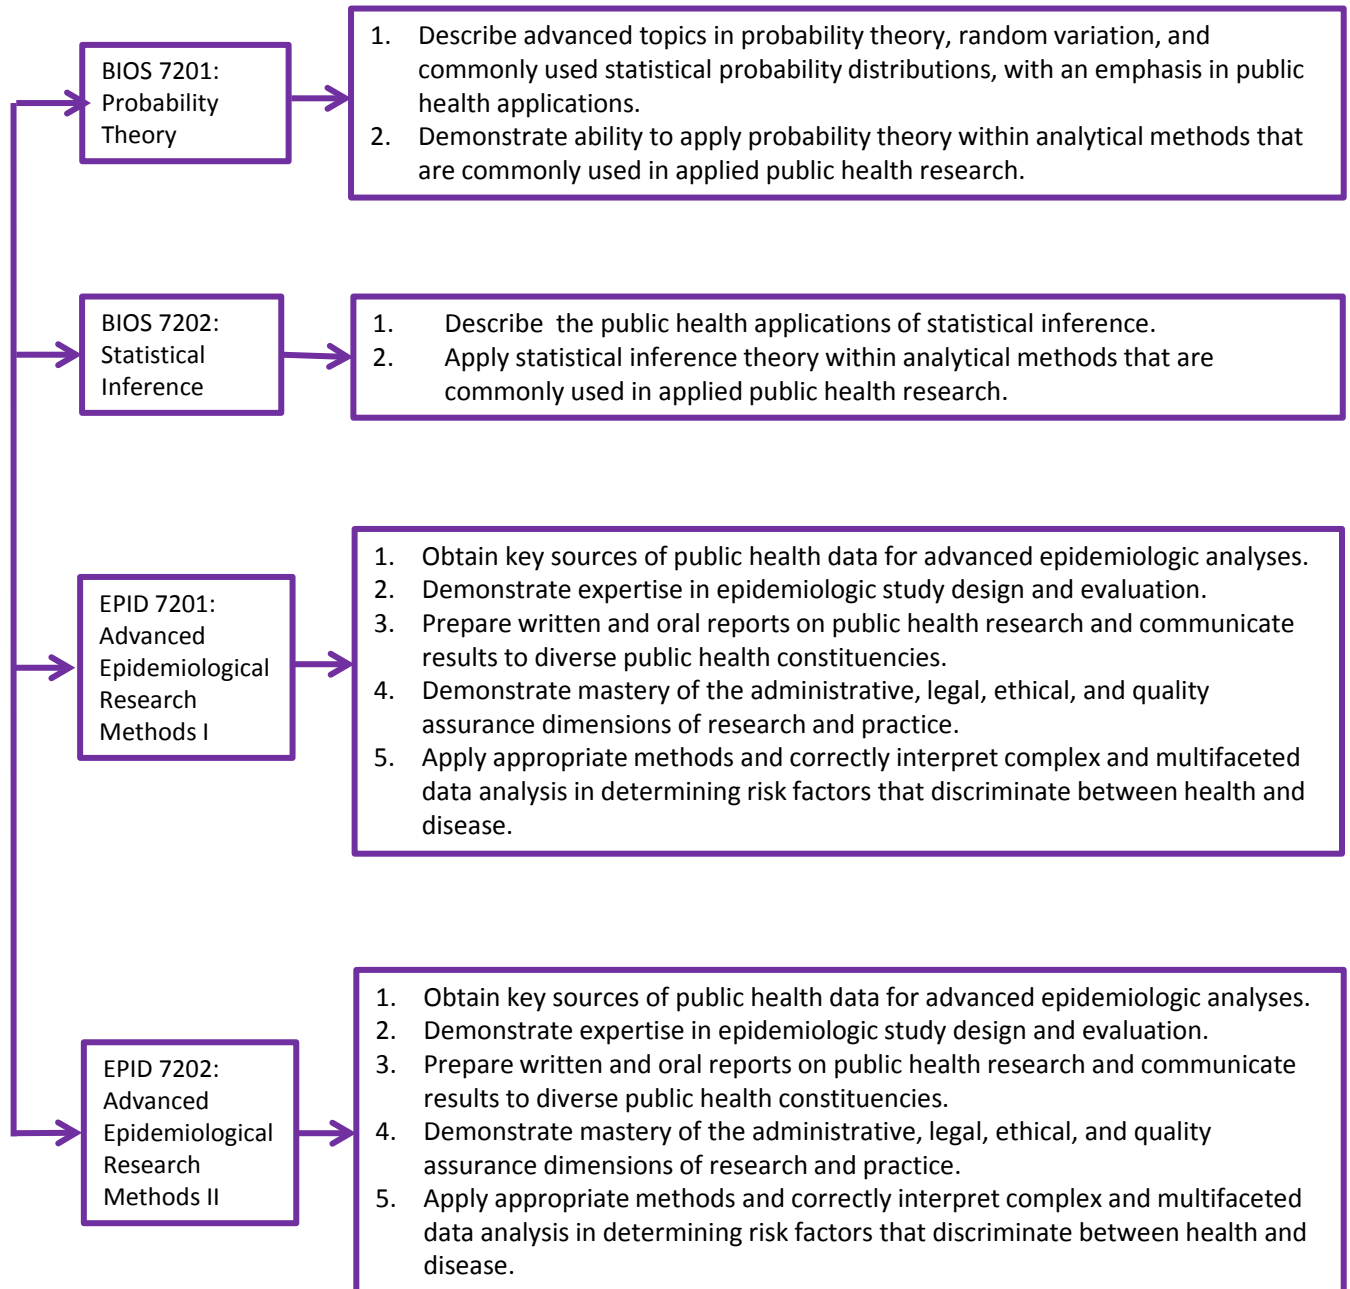 BIOS 7201:
Probability
Theory
1. Describe advanced topics in probability theory, random variation, and
commonly used statistical probability distributions, with an emphasis in public
health applications.
2. Demonstrate ability to apply probability theory within analytical methods that
are commonly used in applied public health research.
BIOS 7202:
Statistical
Inference
1. Describe the public health applications of statistical inference.
2. Apply statistical inference theory within analytical methods that are
commonly used in applied public health research.
EPID 7201:
Advanced
Epidemiological
Research
Methods I
1. Obtain key sources of public health data for advanced epidemiologic analyses.
2. Demonstrate expertise in epidemiologic study design and evaluation.
3. Prepare written and oral reports on public health research and communicate
results to diverse public health constituencies.
4. Demonstrate mastery of the administrative, legal, ethical, and quality
assurance dimensions of research and practice.
5. Apply appropriate methods and correctly interpret complex and multifaceted
data analysis in determining risk factors that discriminate between health and
disease.
EPID 7202:
Advanced
Epidemiological
Research
Methods II
1. Obtain key sources of public health data for advanced epidemiologic analyses.
2. Demonstrate expertise in epidemiologic study design and evaluation.
3. Prepare written and oral reports on public health research and communicate
results to diverse public health constituencies.
4. Demonstrate mastery of the administrative, legal, ethical, and quality
assurance dimensions of research and practice.
5. Apply appropriate methods and correctly interpret complex and multifaceted
data analysis in determining risk factors that discriminate between health and
disease.